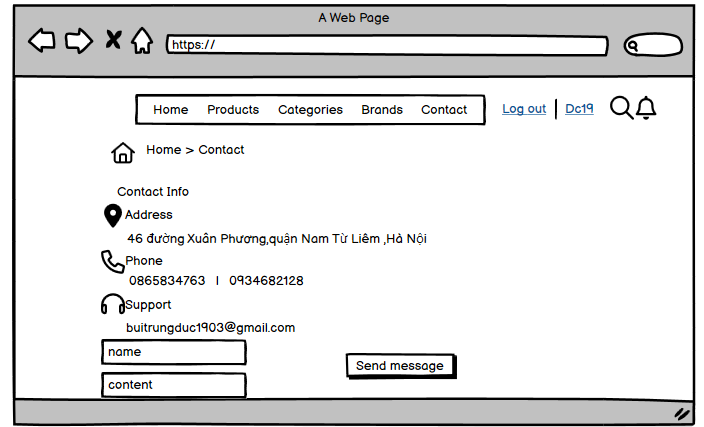 A Web Page
https://
Home Products Categories Brands Contact Log out Dc19
Home > Contact
Contact Info
Address
46 đường Xuân Phương,quận Nam Từ Liêm ,Hà Nội
Phone
0865834763 | 0934682128
Support
buitrungduc1903@gmail.com
name
Send message
content